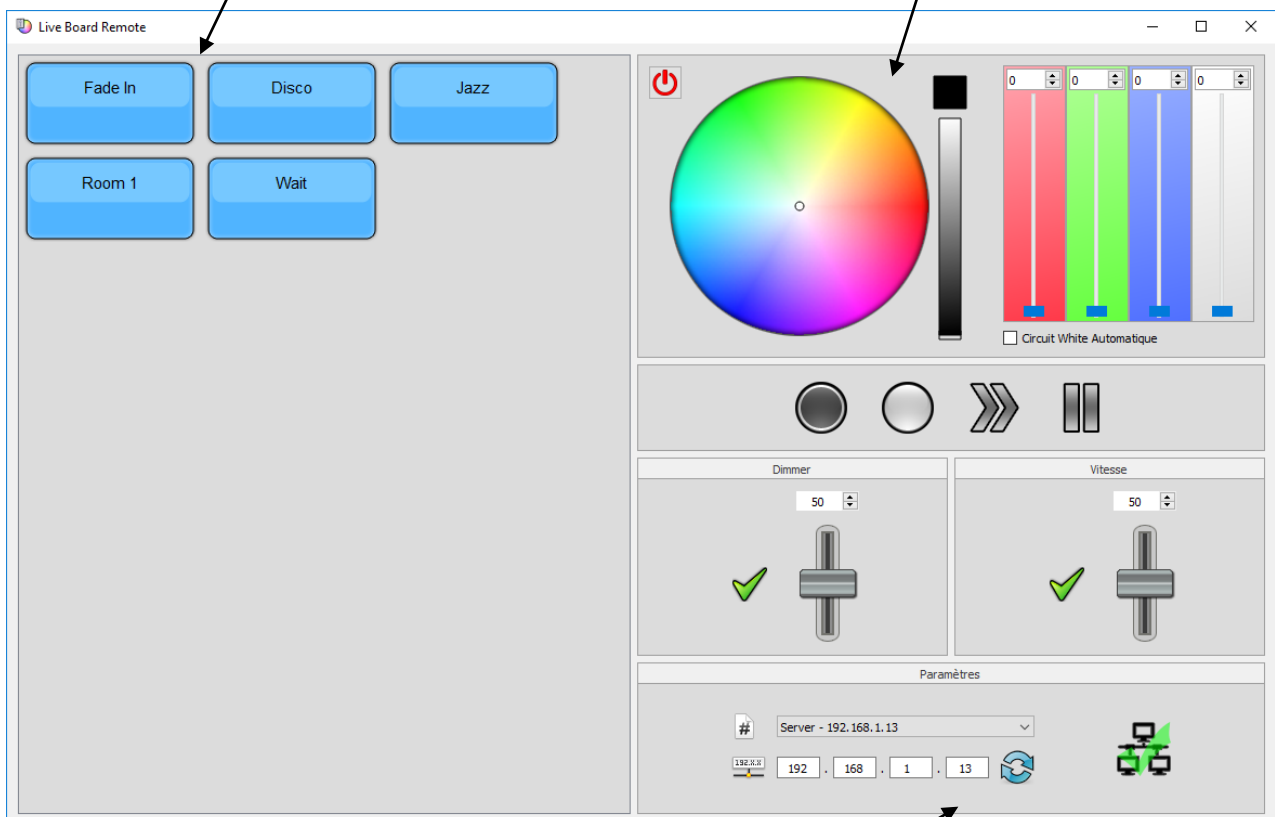 Live Board Remote
Fade In
Disco
Jazz
Room 1
Wait
0
0
0
0
Circuit White Automatique
Dimmer
Vitesse
50
50
Paramètres
#
Server - 192.168.1.13
192.X.X
192 . 168 . 1 . 13